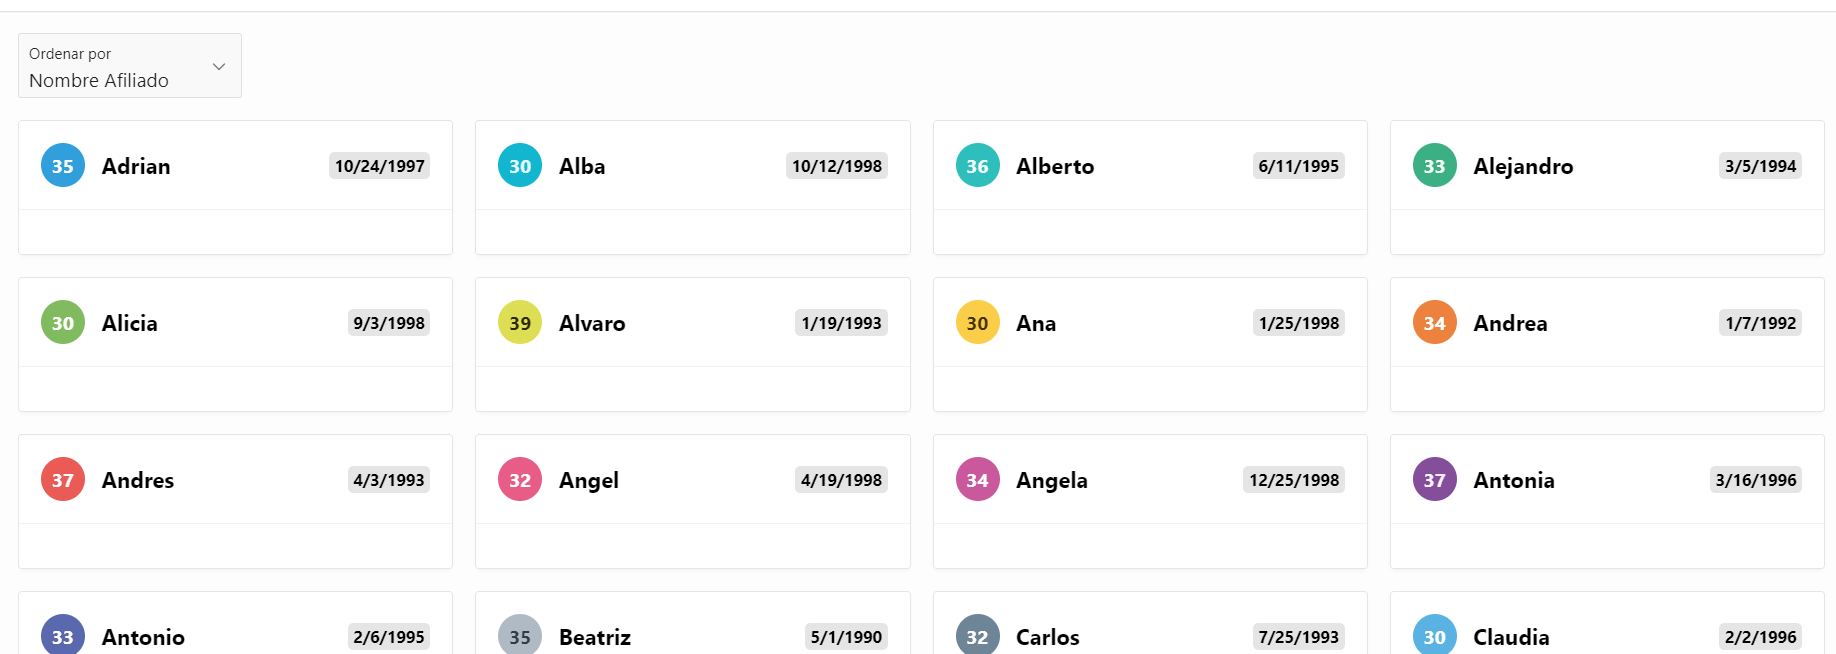 Ordenar por
Nombre Afiliado
35 Adrian 10/24/1997
30 Alba 10/12/1998
36 Alberto 6/11/1995
33 Alejandro 3/5/1994
30 Alicia 9/3/1998
39 Alvaro 1/19/1993
30 Ana 1/25/1998
34 Andrea 1/7/1992
37 Andres 4/3/1993
32 Angel 4/19/1998
34 Angela 12/25/1998
37 Antonia 3/16/1996
33 Antonio 2/6/1995
35 Beatriz 5/1/1990
32 Carlos 7/25/1993
30 Claudia 2/2/1996